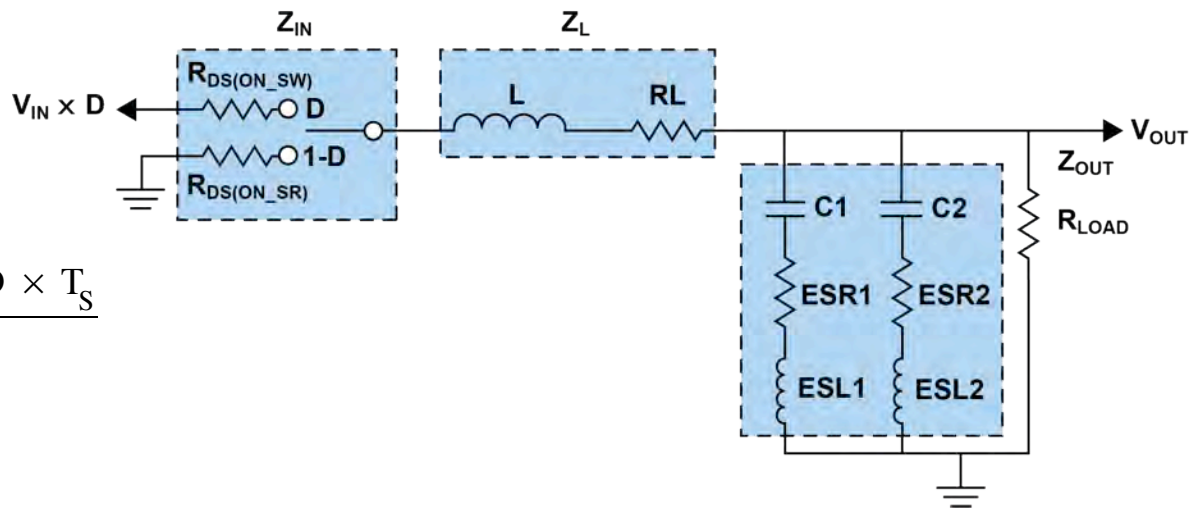 Z_IN
Z_L
R_DS(ON_SW)
V_IN × D
D
L
RL
1-D
R_DS(ON_SR)
V_OUT
Z_OUT
C1
C2
R_LOAD
ESR1
ESR2
× T_S
ESL1
ESL2